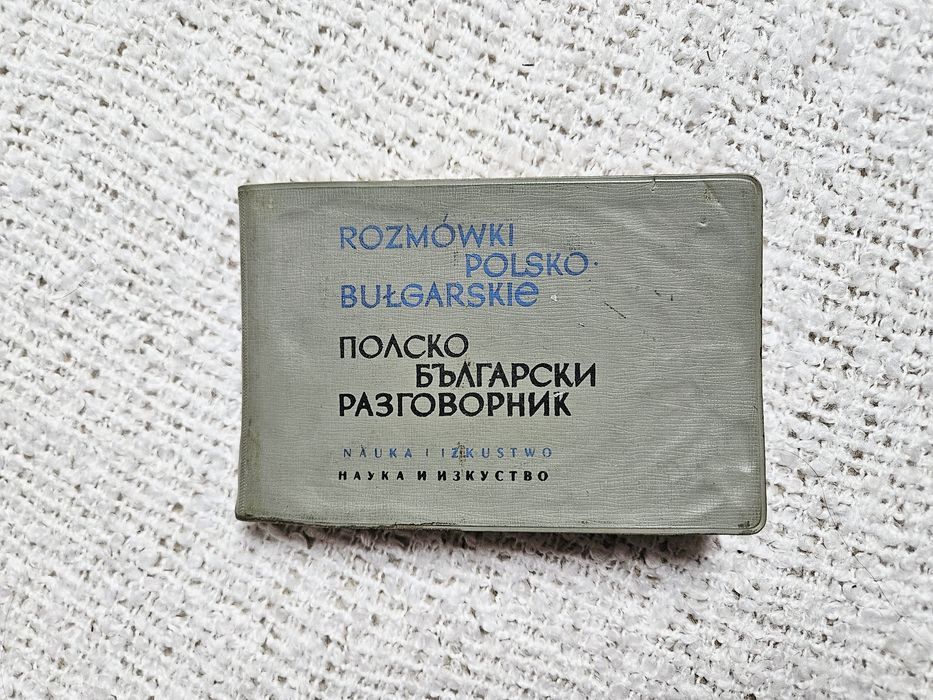 ROZMÓWKI
POLSKO-
BUŁGARSKIE
ПОЛСКО
БЪЛГАРСКИ
РАЗГОВОРНИК
NAUKA I IZKUSTWO
НАУКА И ИЗКУСТВО